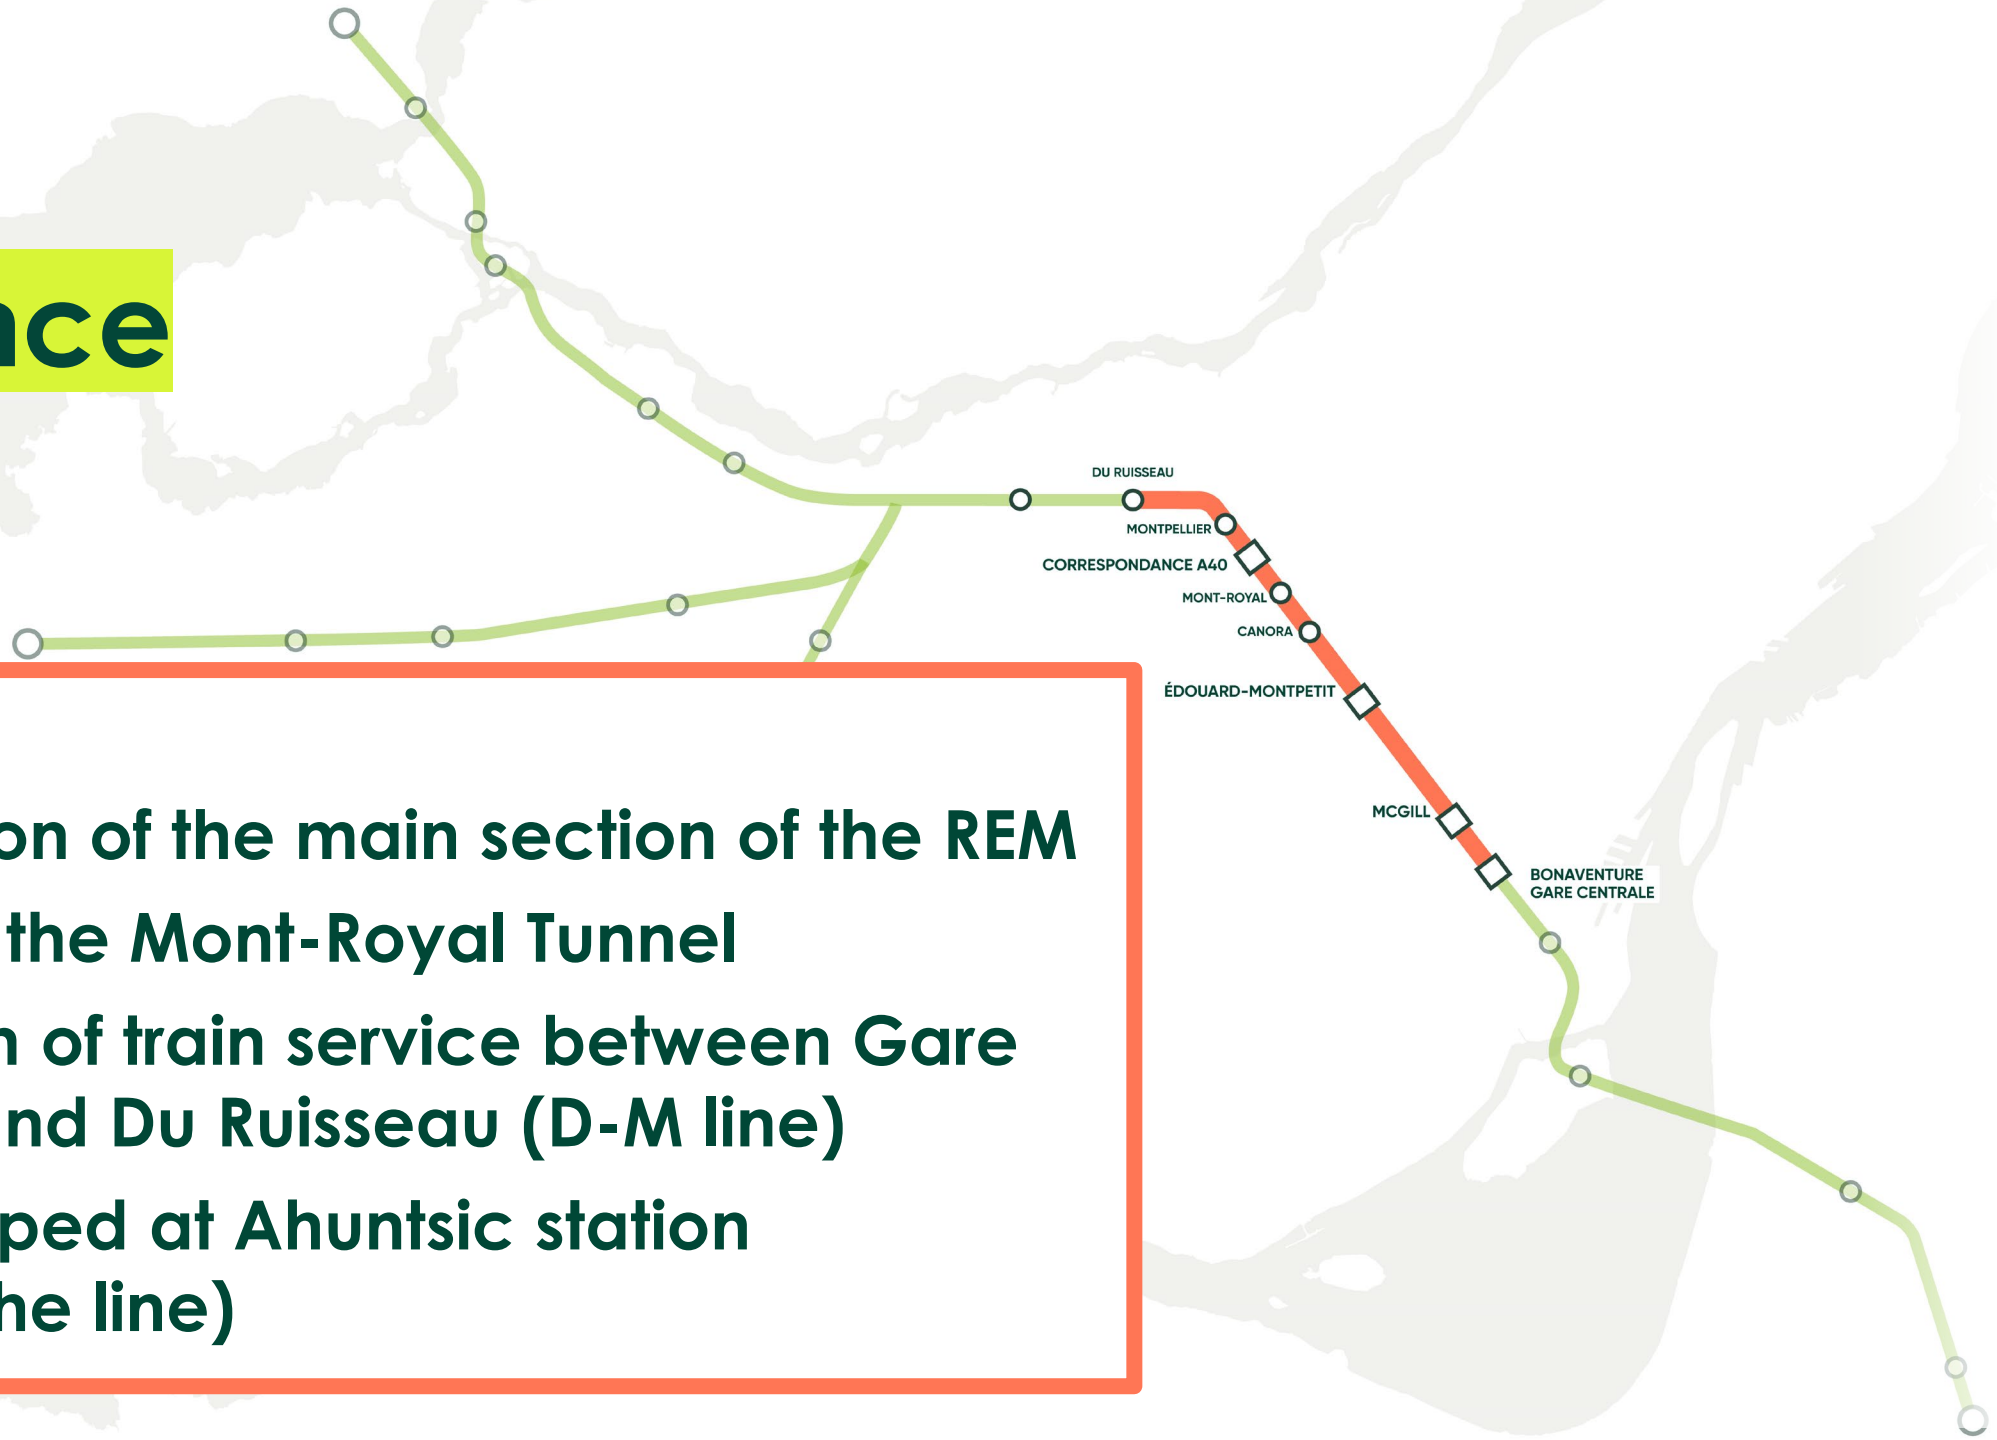 nce
DU RUISSEAU
MONTPELLIER
CORRESPONDANCE A40
MONT-ROYAL
CANORA
ÉDOUARD-MONTPETIT
MCGILL
BONAVENTURE
GARE CENTRALE
on of the main section of the REM
the Mont-Royal Tunnel
n of train service between Gare
nd Du Ruisseau (D-M line)
ped at Ahuntsic station
he line)